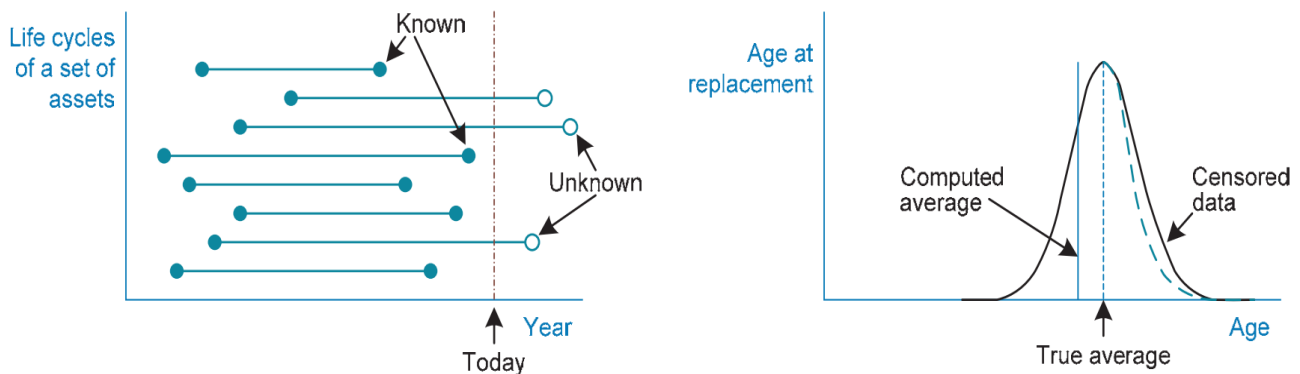 Life cycles
of a set of
assets
Known
Unknown
Year
Today
Age at
replacement
Computed
average
Censored
data
Age
True average